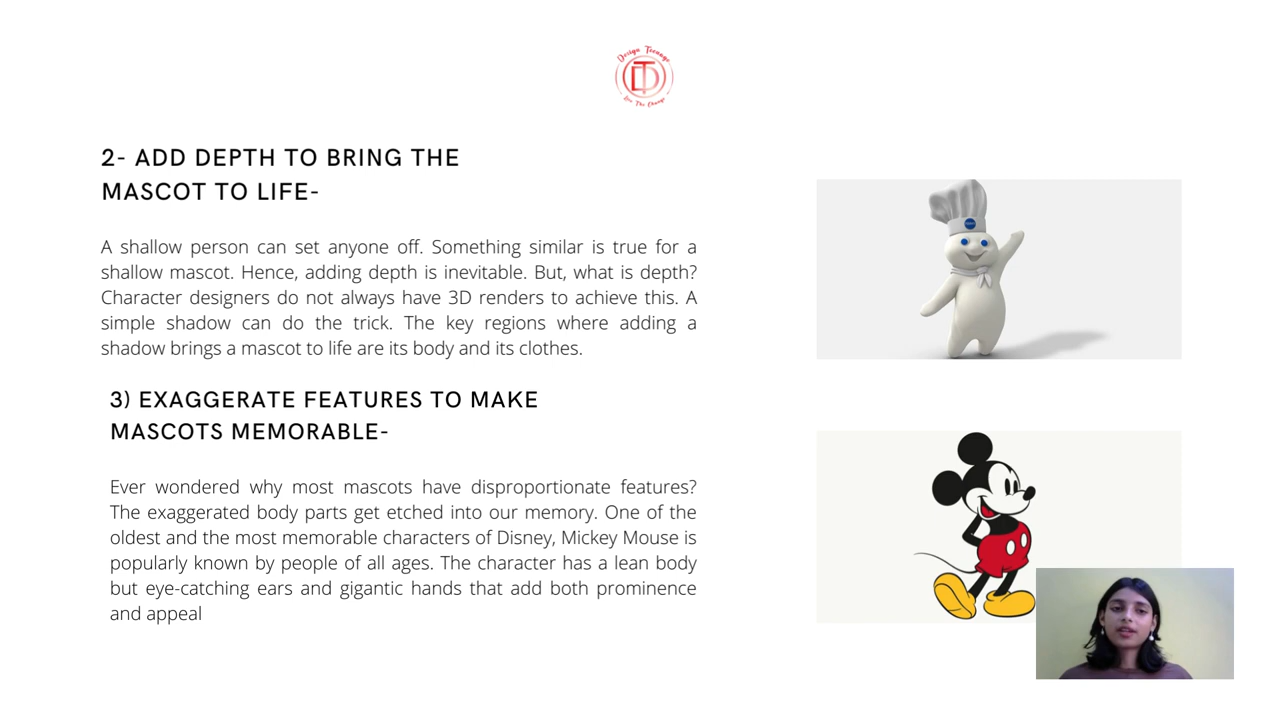 Design Teenage
DT
Live The Change
2- ADD DEPTH TO BRING THE
MASCOT TO LIFE-
A shallow person can set anyone off. Something similar is true for a
shallow mascot. Hence, adding depth is inevitable. But, what is depth?
Character designers do not always have 3D renders to achieve this. A
simple shadow can do the trick. The key regions where adding a
shadow brings a mascot to life are its body and its clothes.
3) EXAGGERATE FEATURES TO MAKE
MASCOTS MEMORABLE-
Ever wondered why most mascots have disproportionate features?
The exaggerated body parts get etched into our memory. One of the
oldest and the most memorable characters of Disney, Mickey Mouse is
popularly known by people of all ages. The character has a lean body
but eye-catching ears and gigantic hands that add both prominence
and appeal